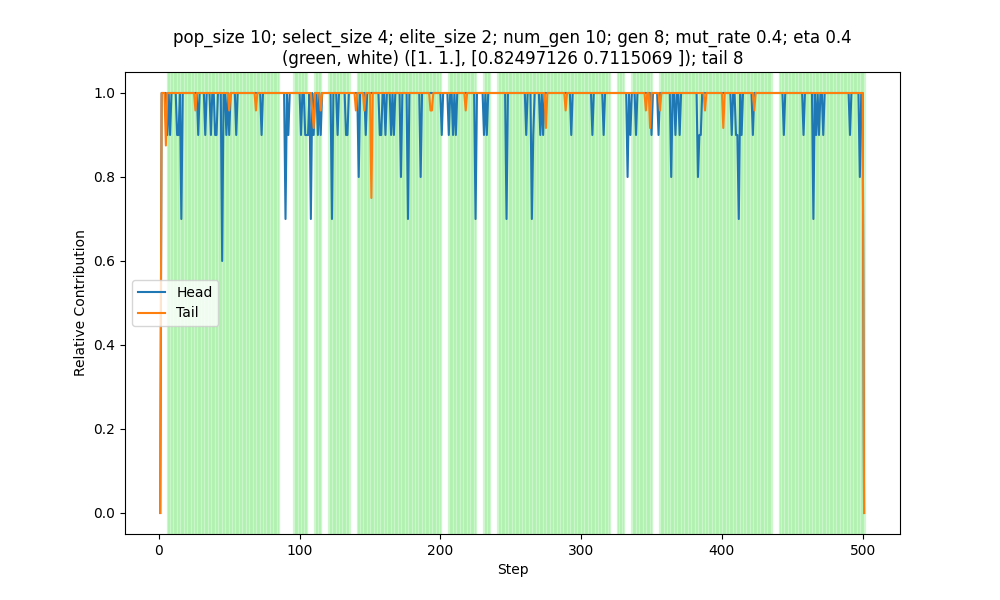 pop_size 10; select_size 4; elite_size 2; num_gen 10; gen 8; mut_rate 0.4; eta 0.4
(green, white) ([1. 1.], [0.82497126 0.7115069 ]); tail 8
1.0
0.8
0.6
0.4
0.2
0.0
Relative Contribution
Head
Tail
0
100
200
300
400
500
Step